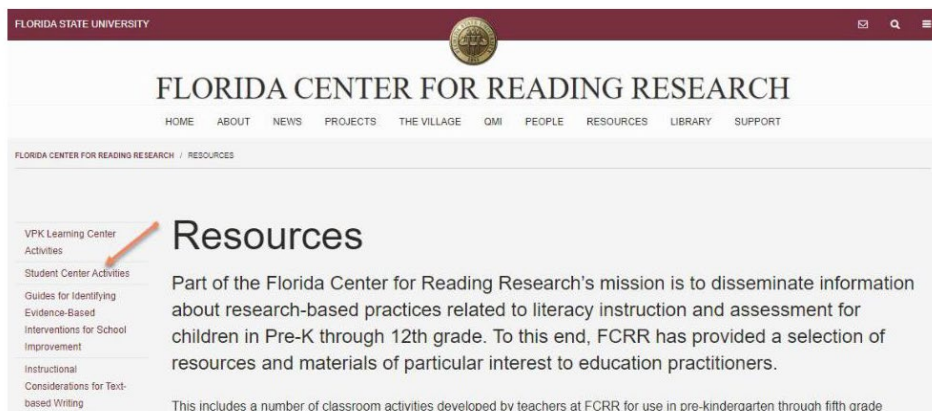 FLORIDA STATE UNIVERSITY
FLORIDA CENTER FOR READING RESEARCH
HOME ABOUT NEWS PROJECTS THE VILLAGE QMI PEOPLE RESOURCES LIBRARY SUPPORT
FLORIDA CENTER FOR READING RESEARCH / RESOURCES
VPK Learning Center
Activities
Student Center Activities
Guides for Identifying
Evidence-Based
Interventions for School
Improvement
Instructional
Considerations for Text-
based Writing
Resources
Part of the Florida Center for Reading Research's mission is to disseminate information
about research-based practices related to literacy instruction and assessment for
children in Pre-K through 12th grade. To this end, FCRR has provided a selection of
resources and materials of particular interest to education practitioners.
This includes a number of classroom activities developed by teachers at FCRR for use in pre-kindergarten through fifth grade